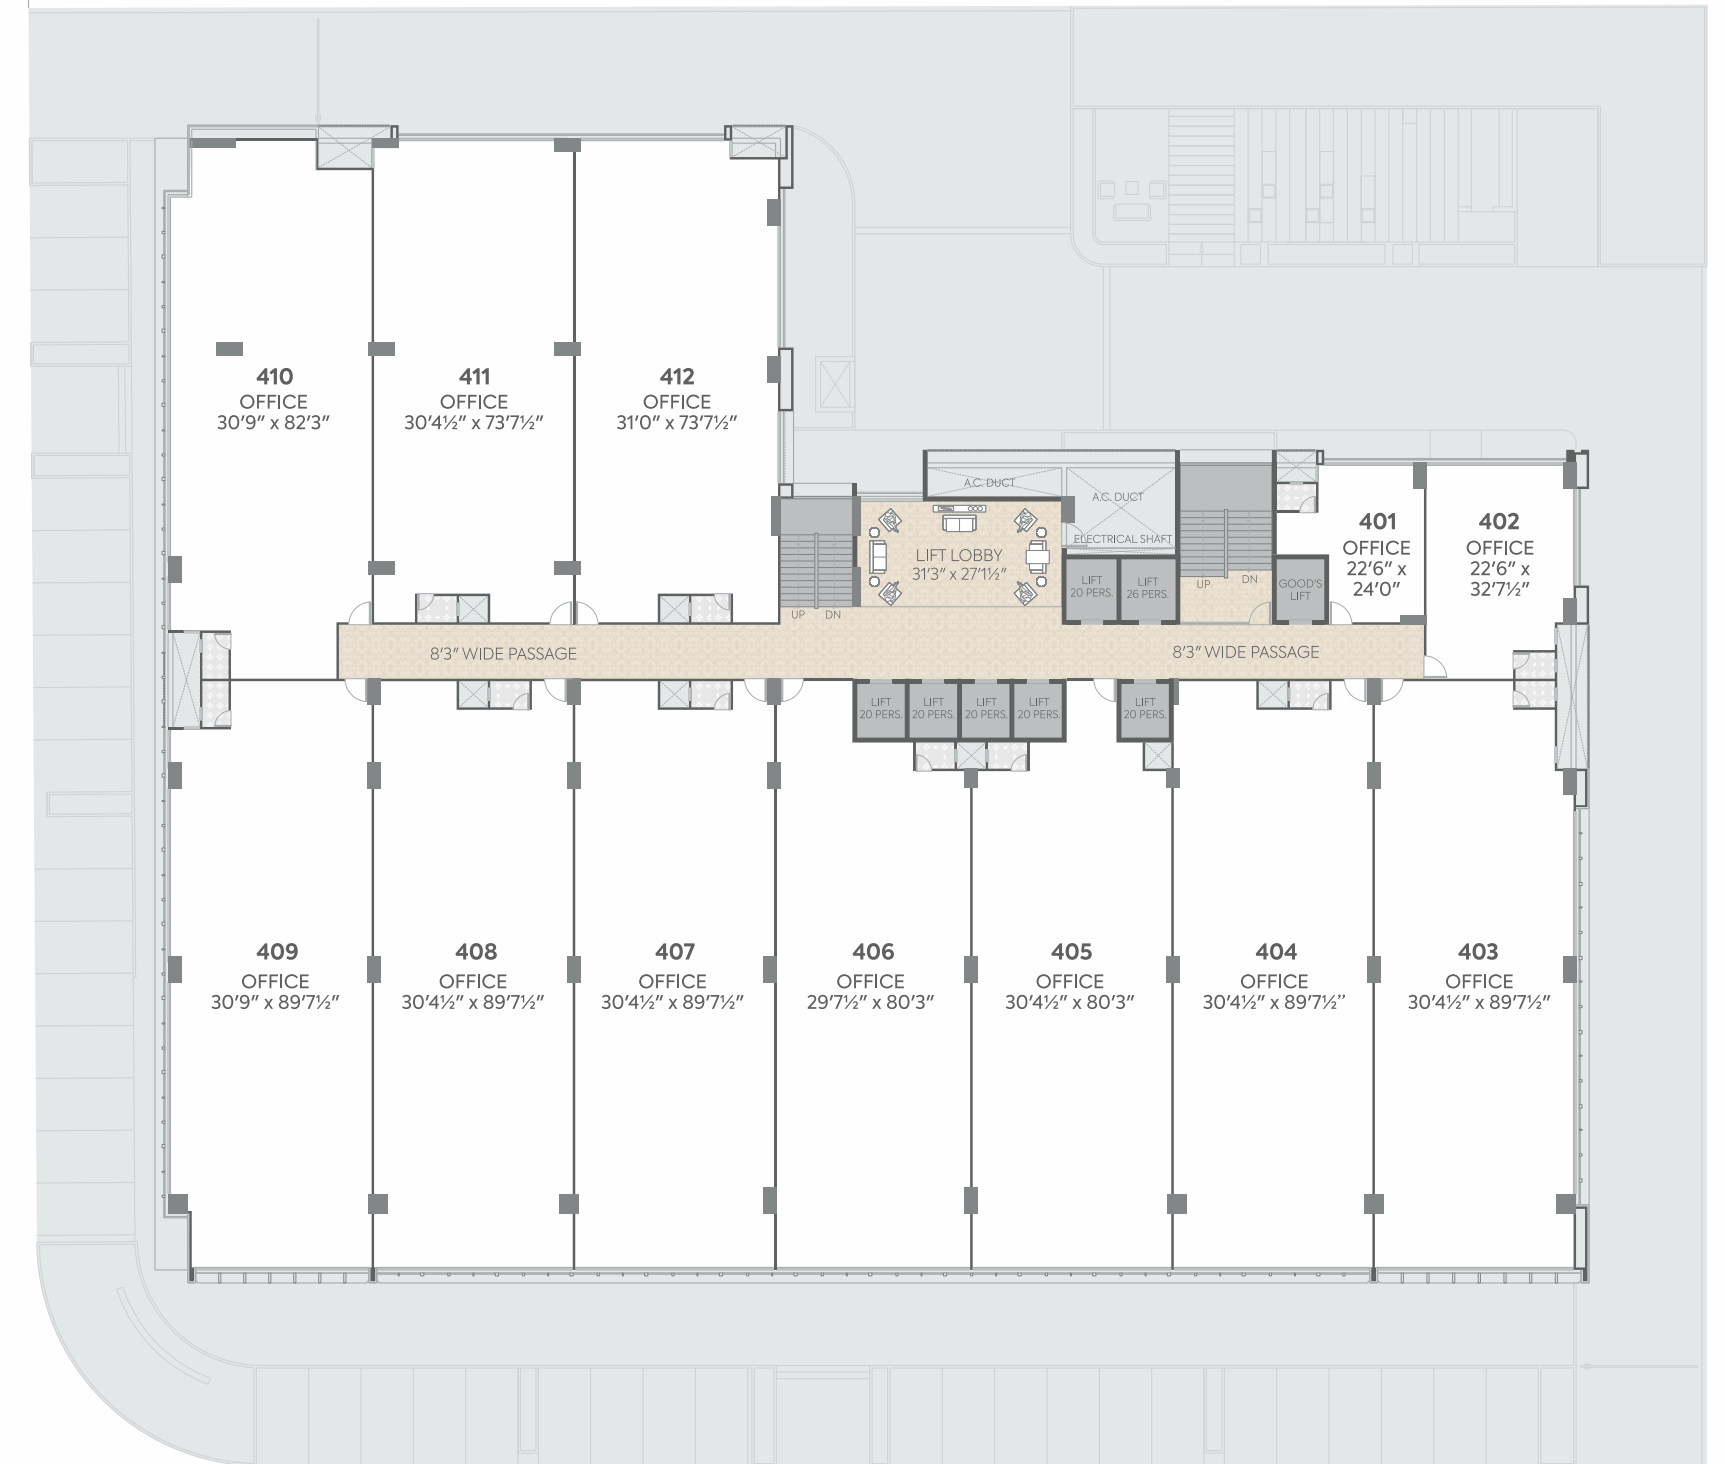 410
OFFICE
30'9" x 82'3"
411
OFFICE
30'4½" x 73'7½"
412
OFFICE
31'0" x 73'7½"
A.C. DUCT
A.C. DUCT
ELECTRICAL SHAFT
LIFT LOBBY
31'3" x 27'1½"
LIFT
20 PERS.
LIFT
26 PERS.
UP
DN
GOOD'S
LIFT
401
OFFICE
22'6" x
24'0"
402
OFFICE
22'6" x
32'7½"
UP
DN
8'3" WIDE PASSAGE
8'3" WIDE PASSAGE
LIFT
20 PERS.
LIFT
20 PERS.
LIFT
20 PERS.
LIFT
20 PERS.
LIFT
20 PERS.
409
OFFICE
30'9" x 89'7½"
408
OFFICE
30'4½" x 89'7½"
407
OFFICE
30'4½" x 89'7½"
406
OFFICE
29'7½" x 80'3"
405
OFFICE
30'4½" x 80'3"
404
OFFICE
30'4½" x 89'7½''
403
OFFICE
30'4½" x 89'7½"